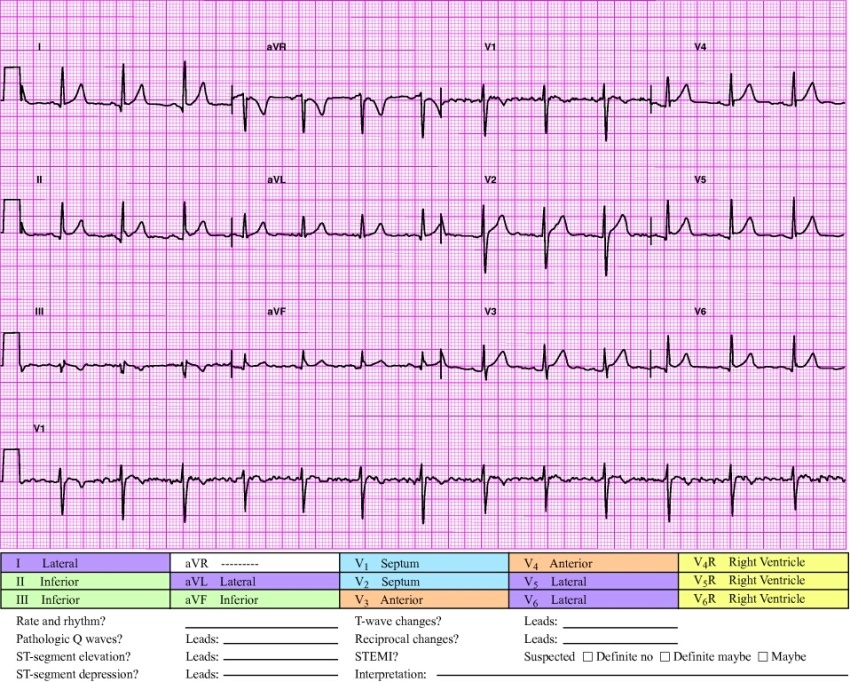 I aVR V1 V4
II aVL V2 V5
III aVF V3 V6
V1
I Lateral aVR --------- V1 Septum V4 Anterior V4R Right Ventricle
II Inferior aVL Lateral V2 Septum V5 Lateral V5R Right Ventricle
III Inferior aVF Inferior V3 Anterior V6 Lateral V6R Right Ventricle
Rate and rhythm? T-wave changes? Leads:
Pathologic Q waves? Leads: Reciprocal changes? Leads:
ST-segment elevation? Leads: STEMI? Suspected □ Definite no □ Definite maybe □ Maybe
ST-segment depression? Leads: Interpretation: